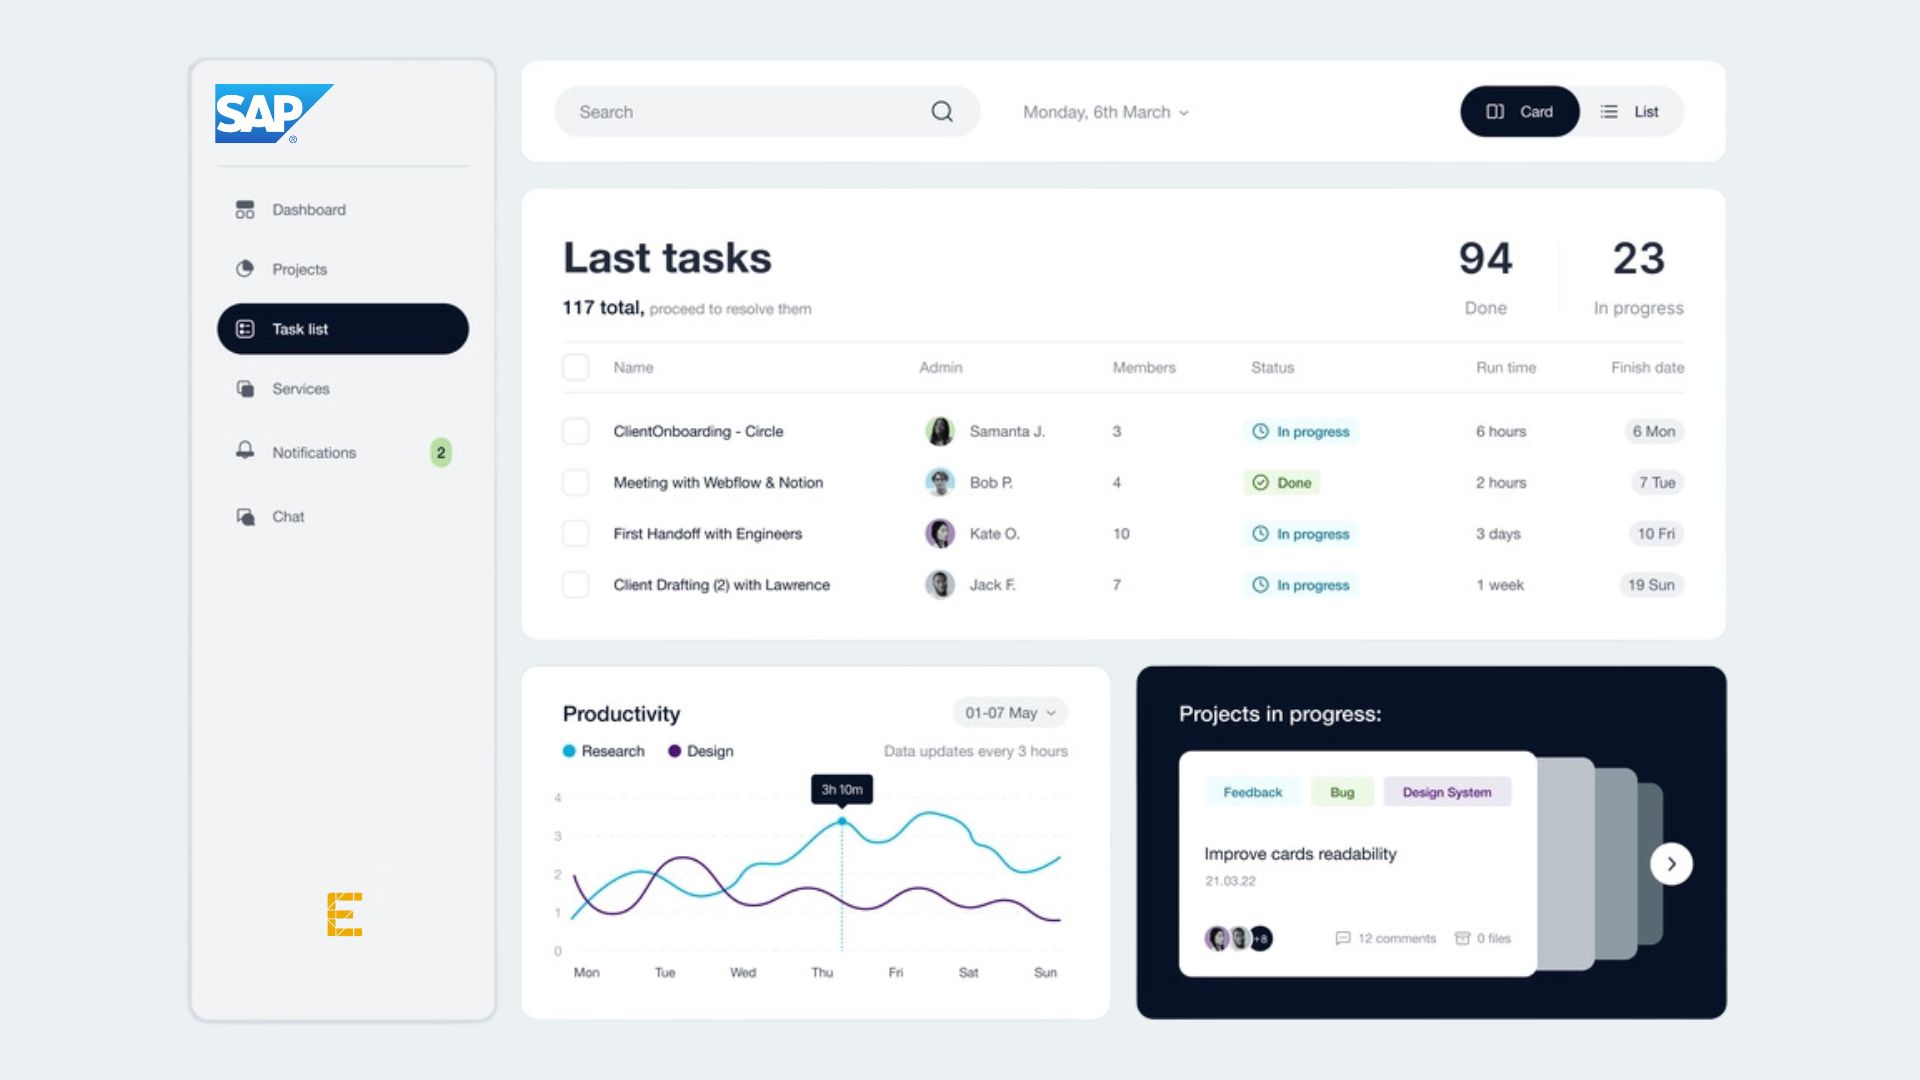 SAP®
Dashboard
Projects
Task list
Services
Notifications 2
Chat
E
Search
Monday, 6th March
Card
List
Last tasks
117 total, proceed to resolve them
94
Done
23
In progress
Name Admin Members Status Run time Finish date
ClientOnboarding - Circle Samanta J. 3 In progress 6 hours 6 Mon
Meeting with Webflow & Notion Bob P. 4 Done 2 hours 7 Tue
First Handoff with Engineers Kate O. 10 In progress 3 days 10 Fri
Client Drafting (2) with Lawrence Jack F. 7 In progress 1 week 19 Sun
Productivity
01-07 May
Research Design
Data updates every 3 hours
3h 10m
4
3
2
1
0
Mon Tue Wed Thu Fri Sat Sun
Projects in progress:
Feedback Bug Design System
Improve cards readability
21.03.22
+8
12 comments 0 files